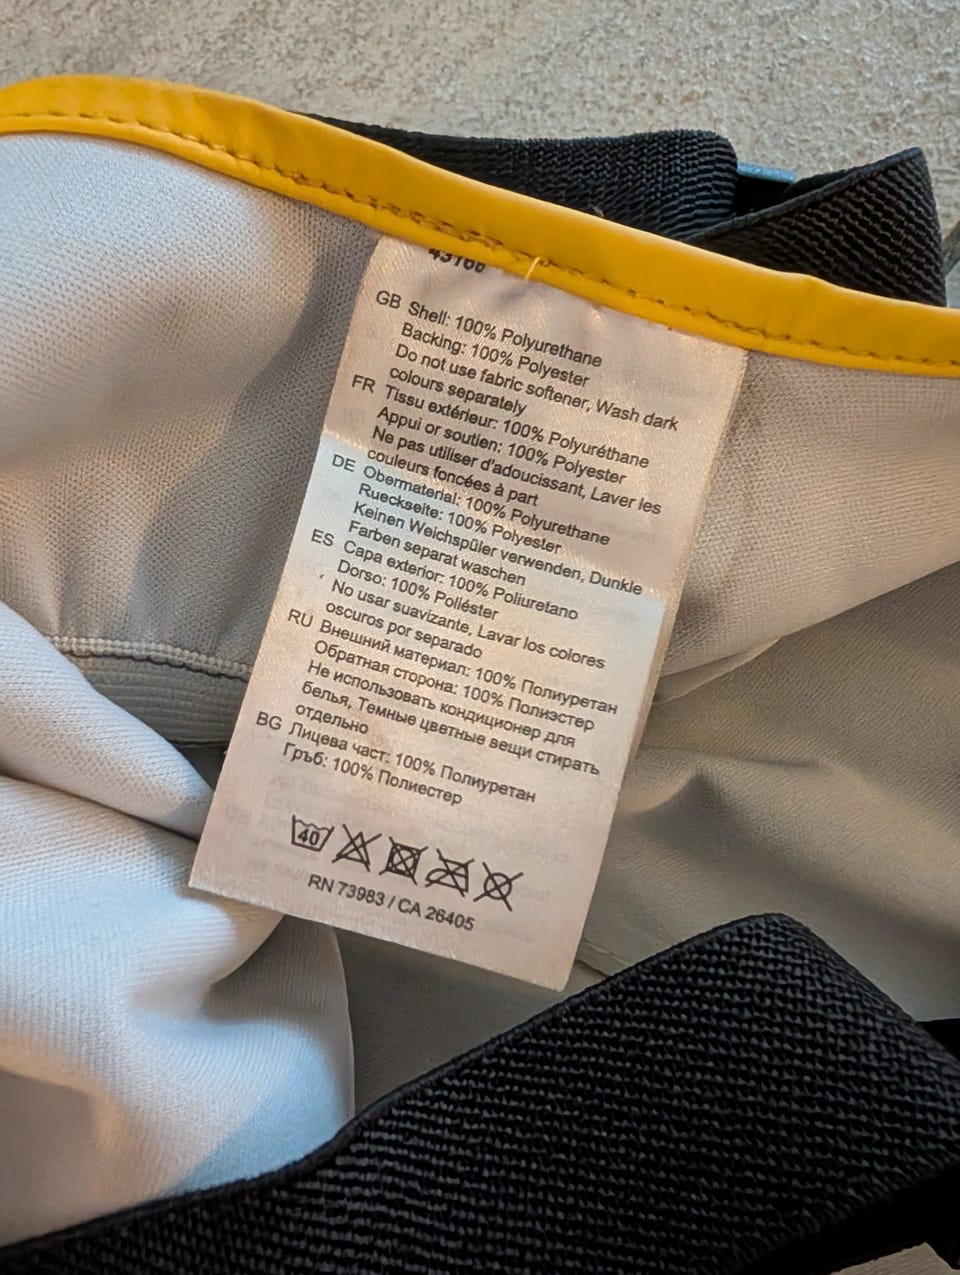 GB Shell: 100% Polyurethane
Backing: 100% Polyester
Do not use fabric softener, Wash dark
colours separately
FR Tissu extérieur: 100% Polyuréthane
Appui or soutien: 100% Polyester
Ne pas utiliser d'adoucissant, Laver les
couleurs foncées à part
DE Obermaterial: 100% Polyurethane
Rueckseite: 100% Polyester
Keinen Weichspüler verwenden, Dunkle
Farben separat waschen
ES Capa exterior: 100% Poliuretano
Dorso: 100% Poliéster
No usar suavizante, Lavar los colores
oscuros por separado
RU Внешний материал: 100% Полиуретан
Обратная сторона: 100% Полиэстер
Не использовать кондиционер для
белья, Темные цветные вещи стирать
отдельно
BG Лицева част: 100% Полиуретан
Гръб: 100% Полиестер
40
RN 73983 / CA 26405